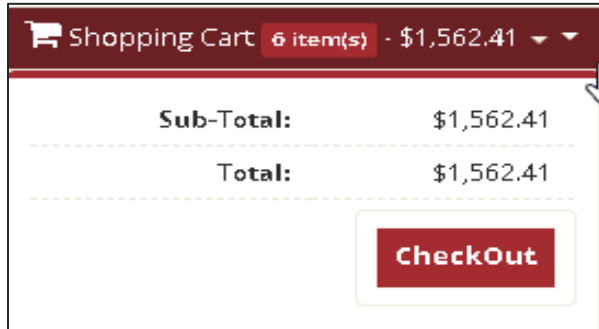 Shopping Cart 6 item(s) - $1,562.41
Sub-Total: $1,562.41
Total: $1,562.41
CheckOut